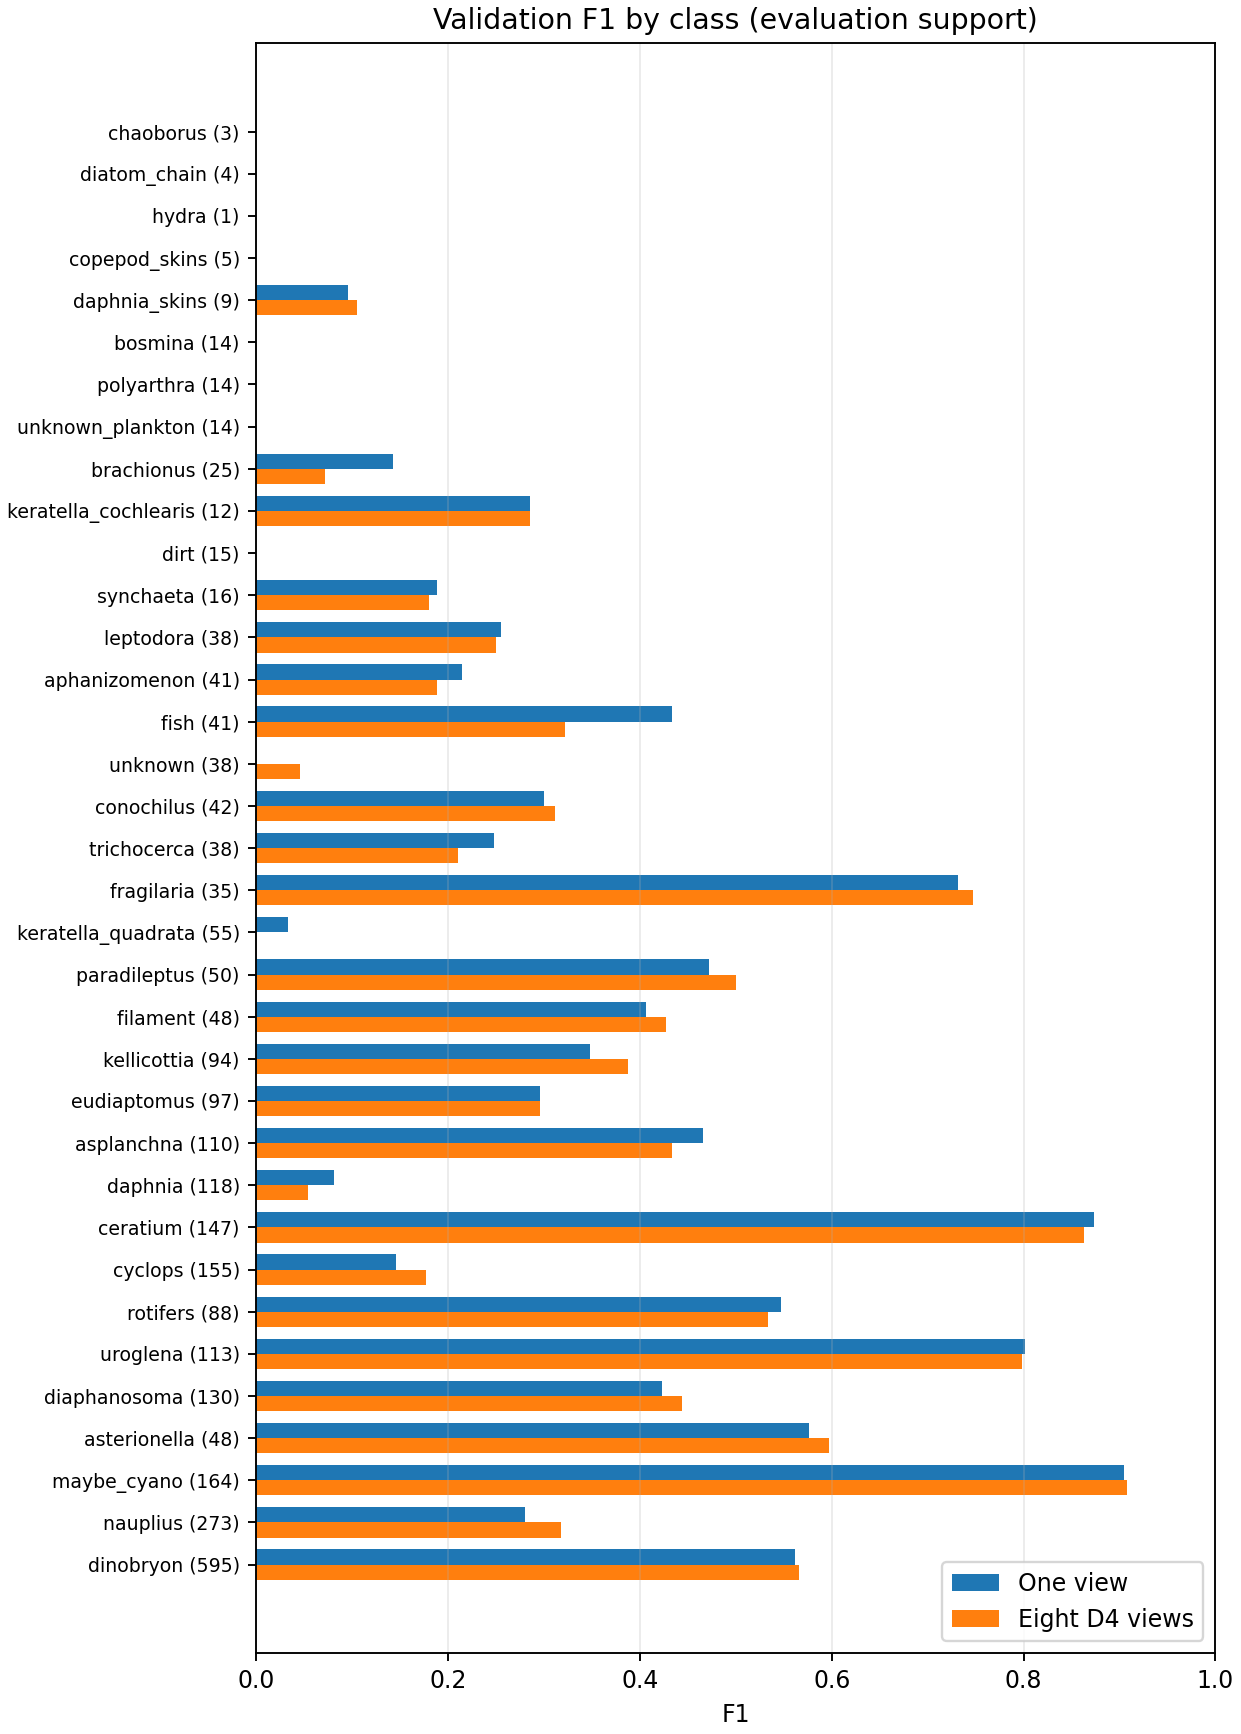 Validation F1 by class (evaluation support)
chaoborus (3)
diatom_chain (4)
hydra (1)
copepod_skins (5)
daphnia_skins (9)
bosmina (14)
polyarthra (14)
unknown_plankton (14)
brachionus (25)
keratella_cochlearis (12)
dirt (15)
synchaeta (16)
leptodora (38)
aphanizomenon (41)
fish (41)
unknown (38)
conochilus (42)
trichocerca (38)
fragilaria (35)
keratella_quadrata (55)
paradileptus (50)
filament (48)
kellicottia (94)
eudiaptomus (97)
asplanchna (110)
daphnia (118)
ceratium (147)
cyclops (155)
rotifers (88)
uroglena (113)
diaphanosoma (130)
asterionella (48)
maybe_cyano (164)
nauplius (273)
dinobryon (595)
One view
Eight D4 views
0.0 0.2 0.4 0.6 0.8 1.0
F1